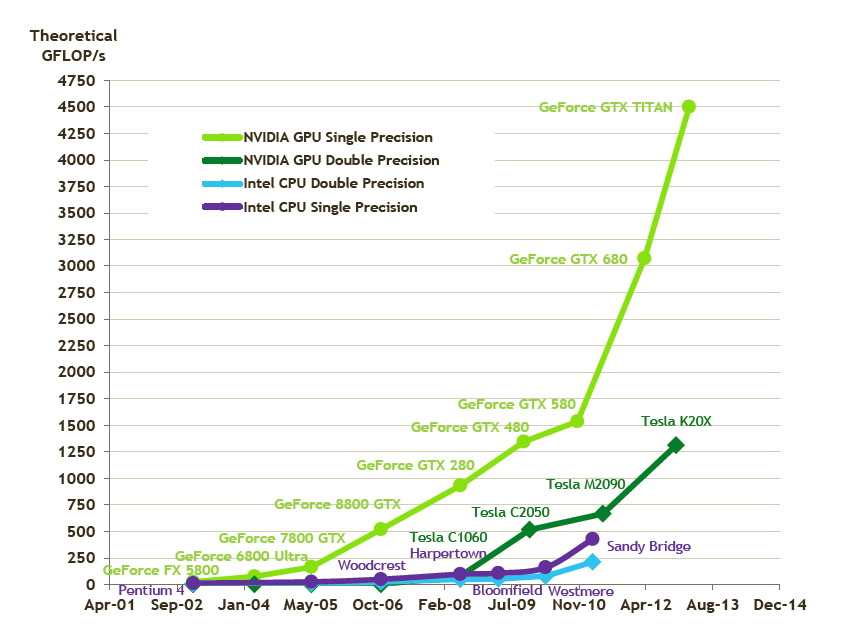 Theoretical
GFLOP/s
4750
4500
4250
4000
3750
3500
3250
3000
2750
2500
2250
2000
1750
1500
1250
1000
750
500
250
0
NVIDIA GPU Single Precision
NVIDIA GPU Double Precision
Intel CPU Double Precision
Intel CPU Single Precision
GeForce GTX TITAN
GeForce GTX 680
GeForce GTX 580
GeForce GTX 480
GeForce GTX 280
GeForce 8800 GTX
GeForce 7800 GTX
GeForce 6800 Ultra
GeForce FX 5800
Tesla K20X
Tesla M2090
Tesla C2050
Tesla C1060
Harpertown
Woodcrest
Sandy Bridge
Pentium 4
Bloomfield
Westmere
Apr-01
Sep-02
Jan-04
May-05
Oct-06
Feb-08
Jul-09
Nov-10
Apr-12
Aug-13
Dec-14